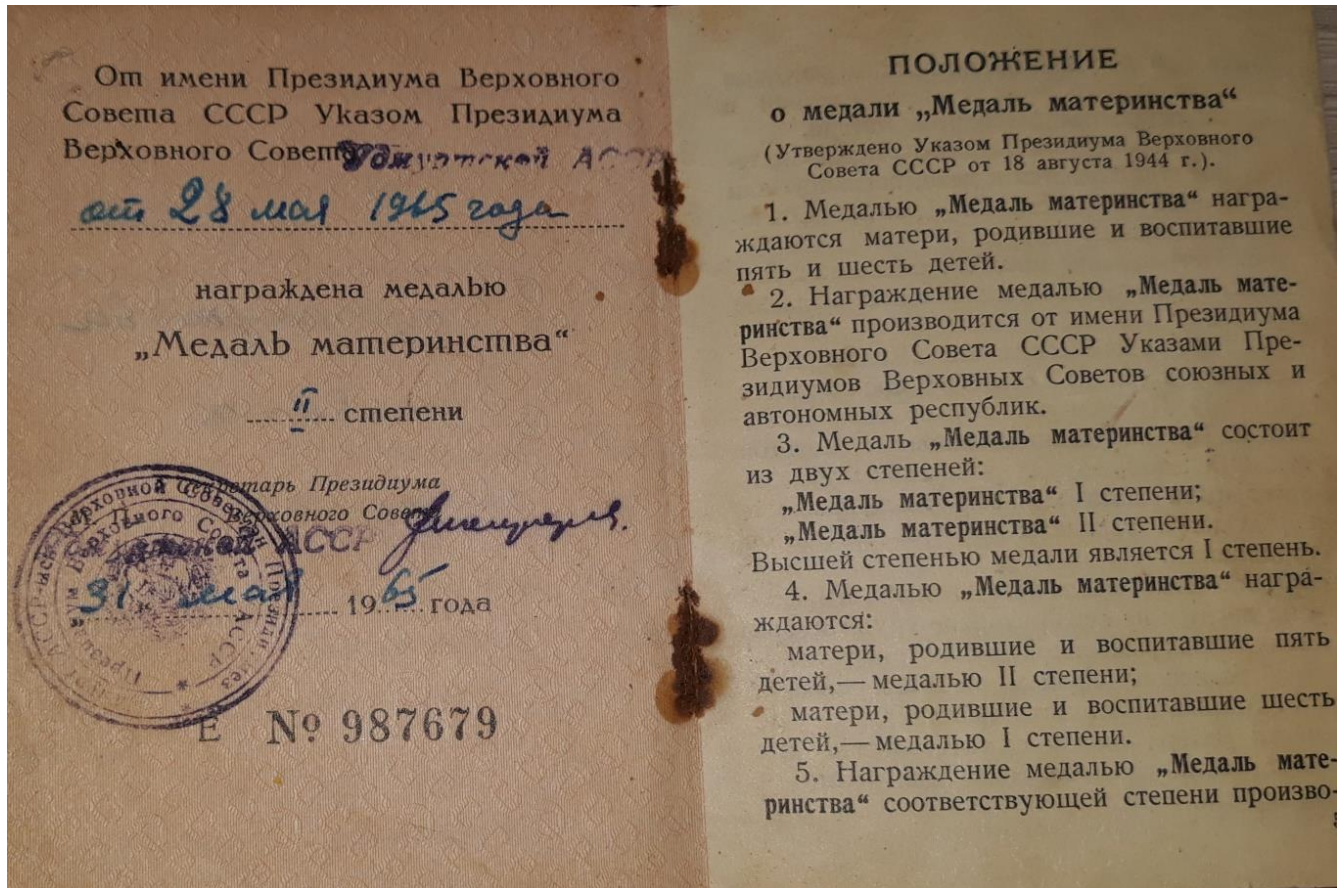 От имени Президиума Верховного
Совета СССР Указом Президиума
Верховного Совета Удмуртской АССР
от 28 мая 1965 года
награждена медалью
„Медаль материнства“
II степени
Секретарь Президиума
Верховного Совета
Удмуртской АССР
31 мая 1965 года
Е № 987679
ПОЛОЖЕНИЕ
о медали „Медаль материнства“
(Утверждено Указом Президиума Верховного
Совета СССР от 18 августа 1944 г.).
1. Медалью „Медаль материнства“ награ-
ждаются матери, родившие и воспитавшие
пять и шесть детей.
2. Награждение медалью „Медаль мате-
ринства“ производится от имени Президиума
Верховного Совета СССР Указами Пре-
зидиумов Верховных Советов союзных и
автономных республик.
3. Медаль „Медаль материнства“ состоит
из двух степеней:
„Медаль материнства“ I степени;
„Медаль материнства“ II степени.
Высшей степенью медали является I степень.
4. Медалью „Медаль материнства“ награ-
ждаются:
матери, родившие и воспитавшие пять
детей,— медалью II степени;
матери, родившие и воспитавшие шесть
детей,— медалью I степени.
5. Награждение медалью „Медаль мате-
ринства“ соответствующей степени произво-